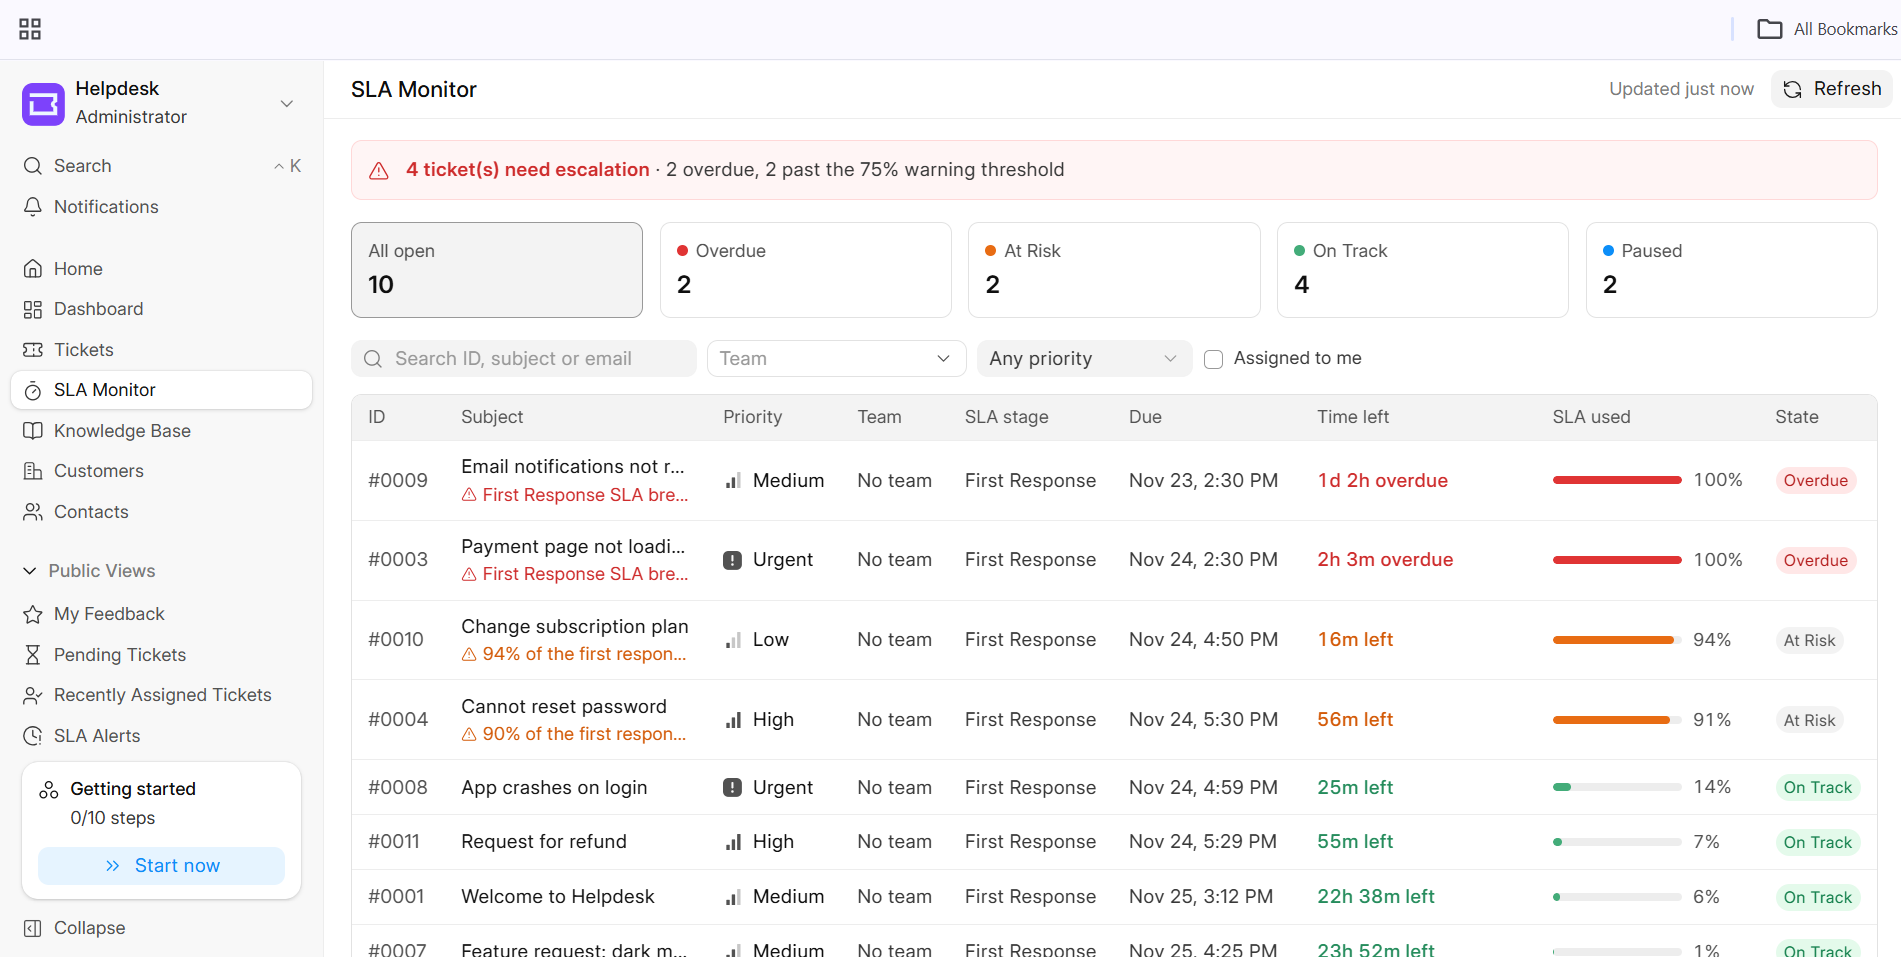 All Bookmarks
Helpdesk
Administrator
SLA Monitor
Updated just now
Refresh
Search
K
Notifications
Home
Dashboard
Tickets
SLA Monitor
Knowledge Base
Customers
Contacts
Public Views
My Feedback
Pending Tickets
Recently Assigned Tickets
SLA Alerts
Getting started
0/10 steps
Start now
Collapse
4 ticket(s) need escalation · 2 overdue, 2 past the 75% warning threshold
All open
10
Overdue
2
At Risk
2
On Track
4
Paused
2
Search ID, subject or email
Team
Any priority
Assigned to me
ID Subject Priority Team SLA stage Due Time left SLA used State
#0009 Email notifications not r... Medium No team First Response Nov 23, 2:30 PM 1d 2h overdue 100% Overdue
First Response SLA bre...
#0003 Payment page not loadi... Urgent No team First Response Nov 24, 2:30 PM 2h 3m overdue 100% Overdue
First Response SLA bre...
#0010 Change subscription plan Low No team First Response Nov 24, 4:50 PM 16m left 94% At Risk
94% of the first respon...
#0004 Cannot reset password High No team First Response Nov 24, 5:30 PM 56m left 91% At Risk
90% of the first respon...
#0008 App crashes on login Urgent No team First Response Nov 24, 4:59 PM 25m left 14% On Track
#0011 Request for refund High No team First Response Nov 24, 5:29 PM 55m left 7% On Track
#0001 Welcome to Helpdesk Medium No team First Response Nov 25, 3:12 PM 22h 38m left 6% On Track
#0007 Feature request: dark m... Medium No team First Response Nov 25, 4:25 PM 23h 52m left 1% On Track